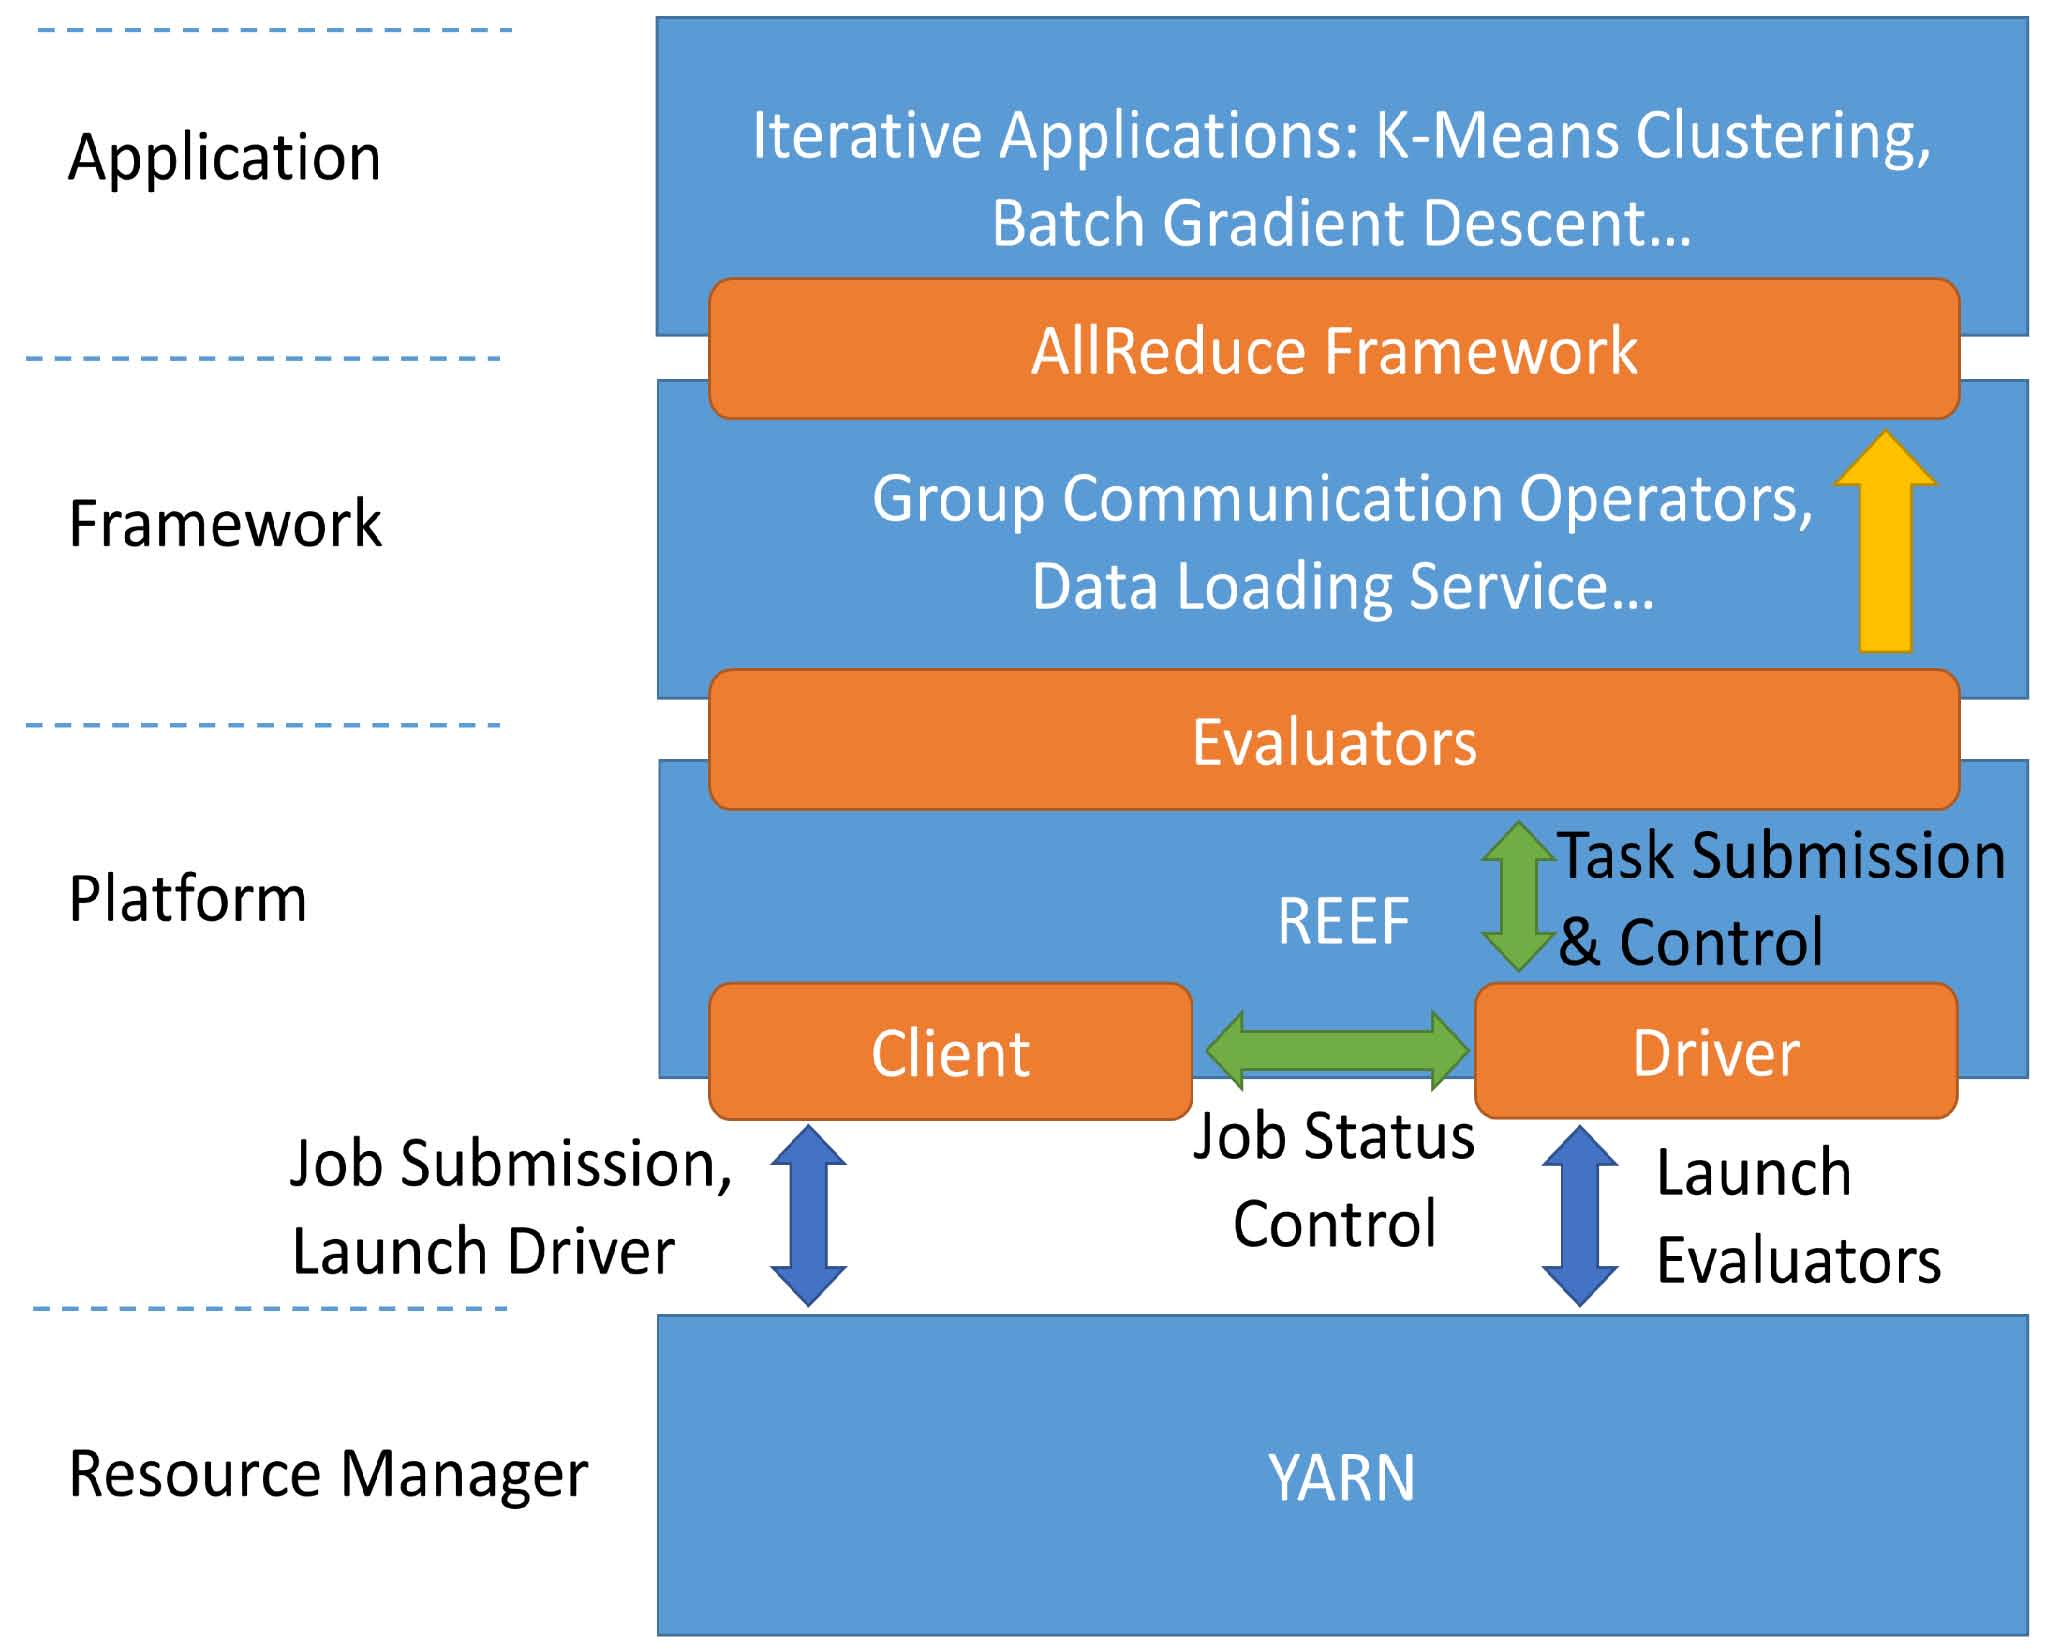 Application
Iterative Applications: K-Means Clustering,
Batch Gradient Descent...
AllReduce Framework
Framework
Group Communication Operators,
Data Loading Service...
Evaluators
Platform
REEF
Task Submission
& Control
Client
Driver
Job Submission,
Launch Driver
Job Status
Control
Launch
Evaluators
Resource Manager
YARN